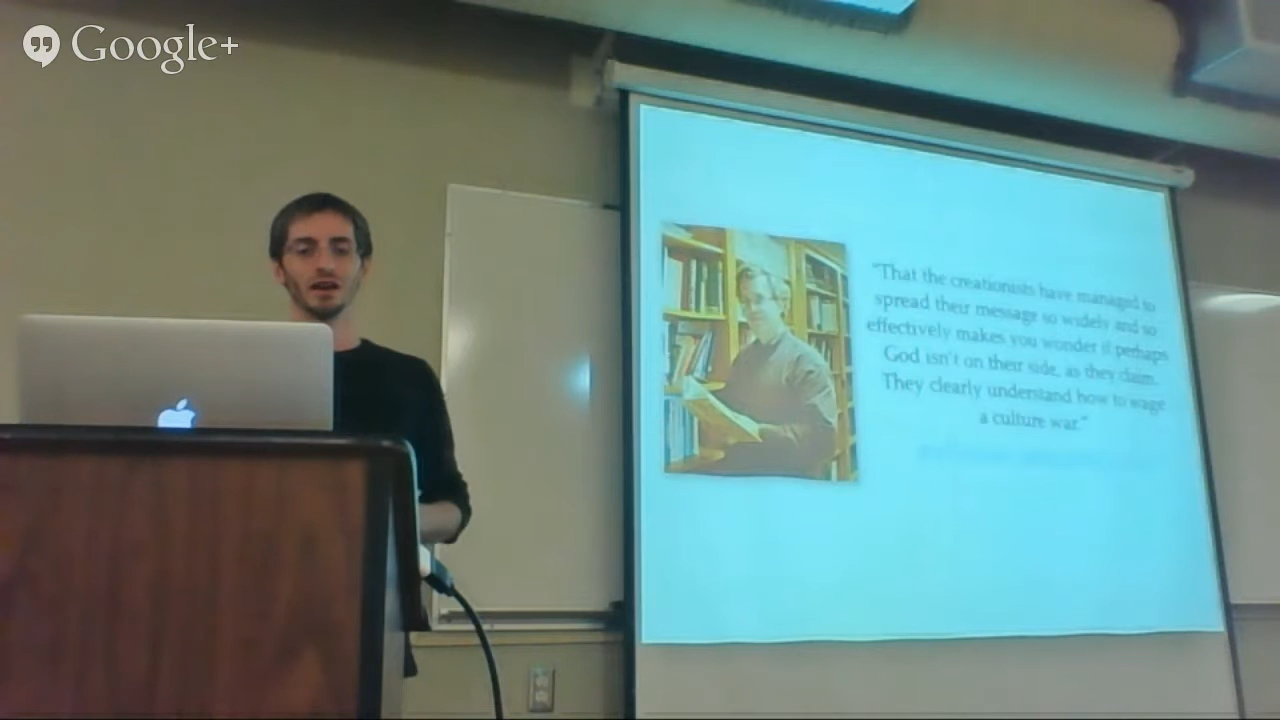 Google+
"That the creationists have managed to
spread their message so widely and so
effectively makes you wonder if perhaps
God isn't on their side, as they claim.
They clearly understand how to wage
a culture war."